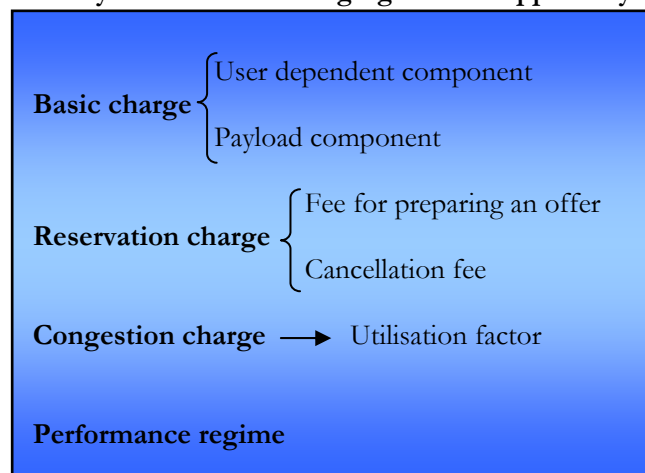 User dependent component
Basic charge
Payload component
Fee for preparing an offer
Reservation charge
Cancellation fee
Congestion charge → Utilisation factor
Performance regime